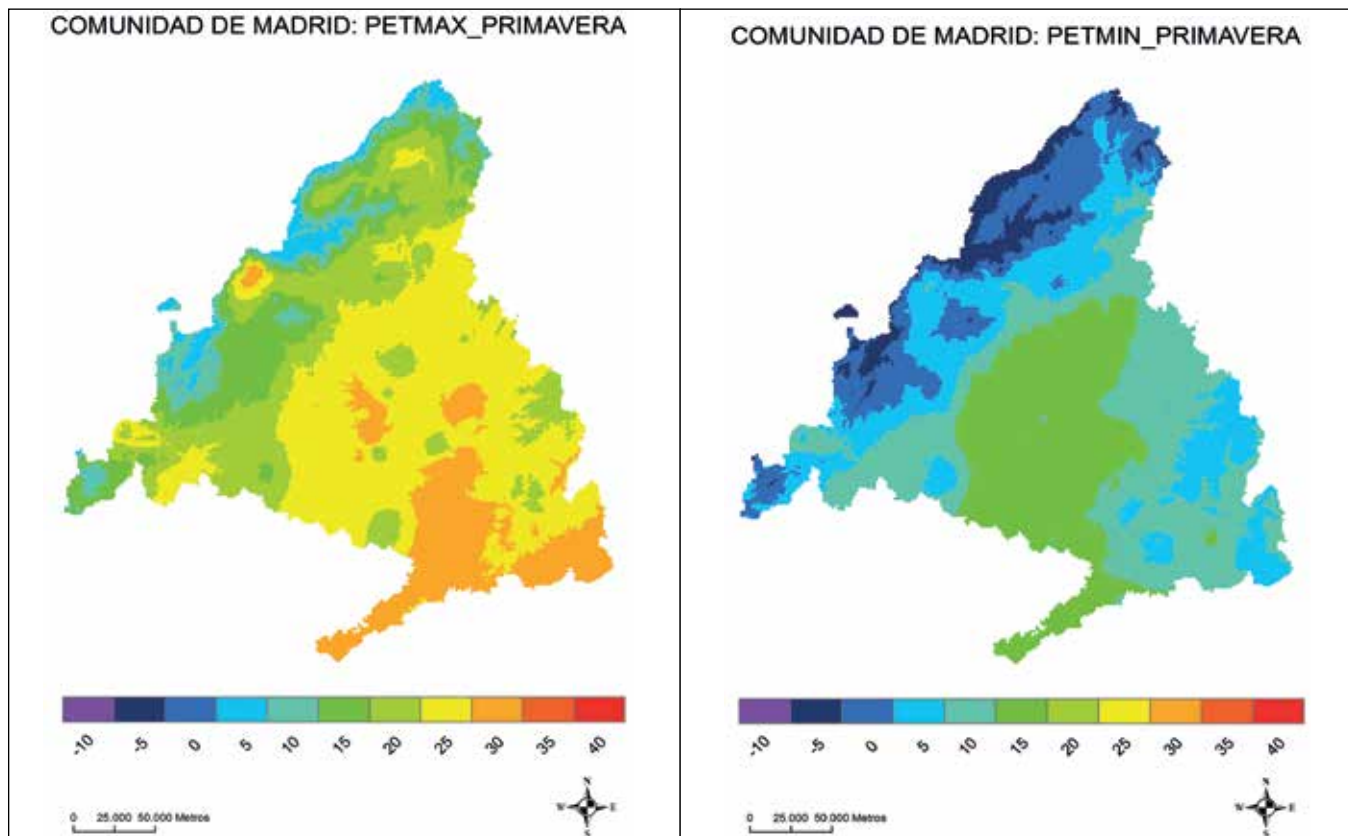 COMUNIDAD DE MADRID: PETMAX_PRIMAVERA
-10 -5 0 5 10 15 20 25 30 35 40
0 25.000 50.000 Metros
N
W E
S
COMUNIDAD DE MADRID: PETMIN_PRIMAVERA
-10 -5 0 5 10 15 20 25 30 35 40
0 25.000 50.000 Metros
N
W E
S